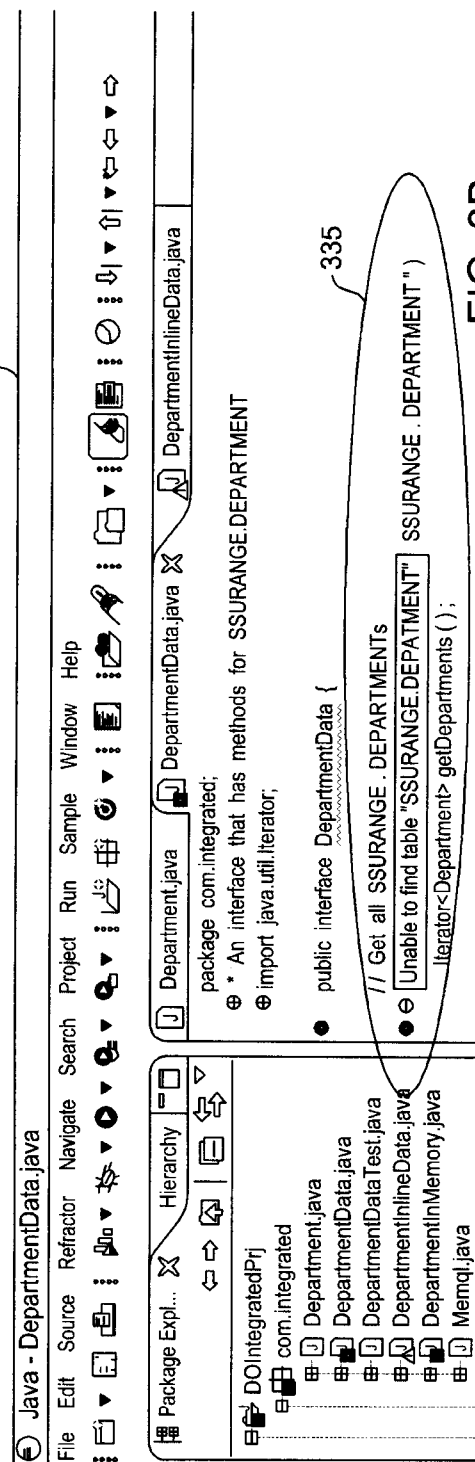 Java - DepartmentData.java
File Edit Source Refractor Navigate Search Project Run Sample Window Help
Package Expl... Hierarchy
DOIntegratedPrj
com.integrated
Department.java
DepartmentData.java
DepartmentDataTest.java
DepartmentInlineData.java
DepartmentInMemory.java
Memql.java
Department.java DepartmentData.java DepartmentInlineData.java
package com.integrated;
* An interface that has methods for SSURANGE.DEPARTMENT
import java.util.Iterator;
public interface DepartmentData {
// Get all SSURANGE . DEPARTMENTs
Unable to find table "SSURANGE.DEPATMENT" SSURANGE . DEPARTMENT " )
Iterator<Department> getDepartments ( ) ;
335